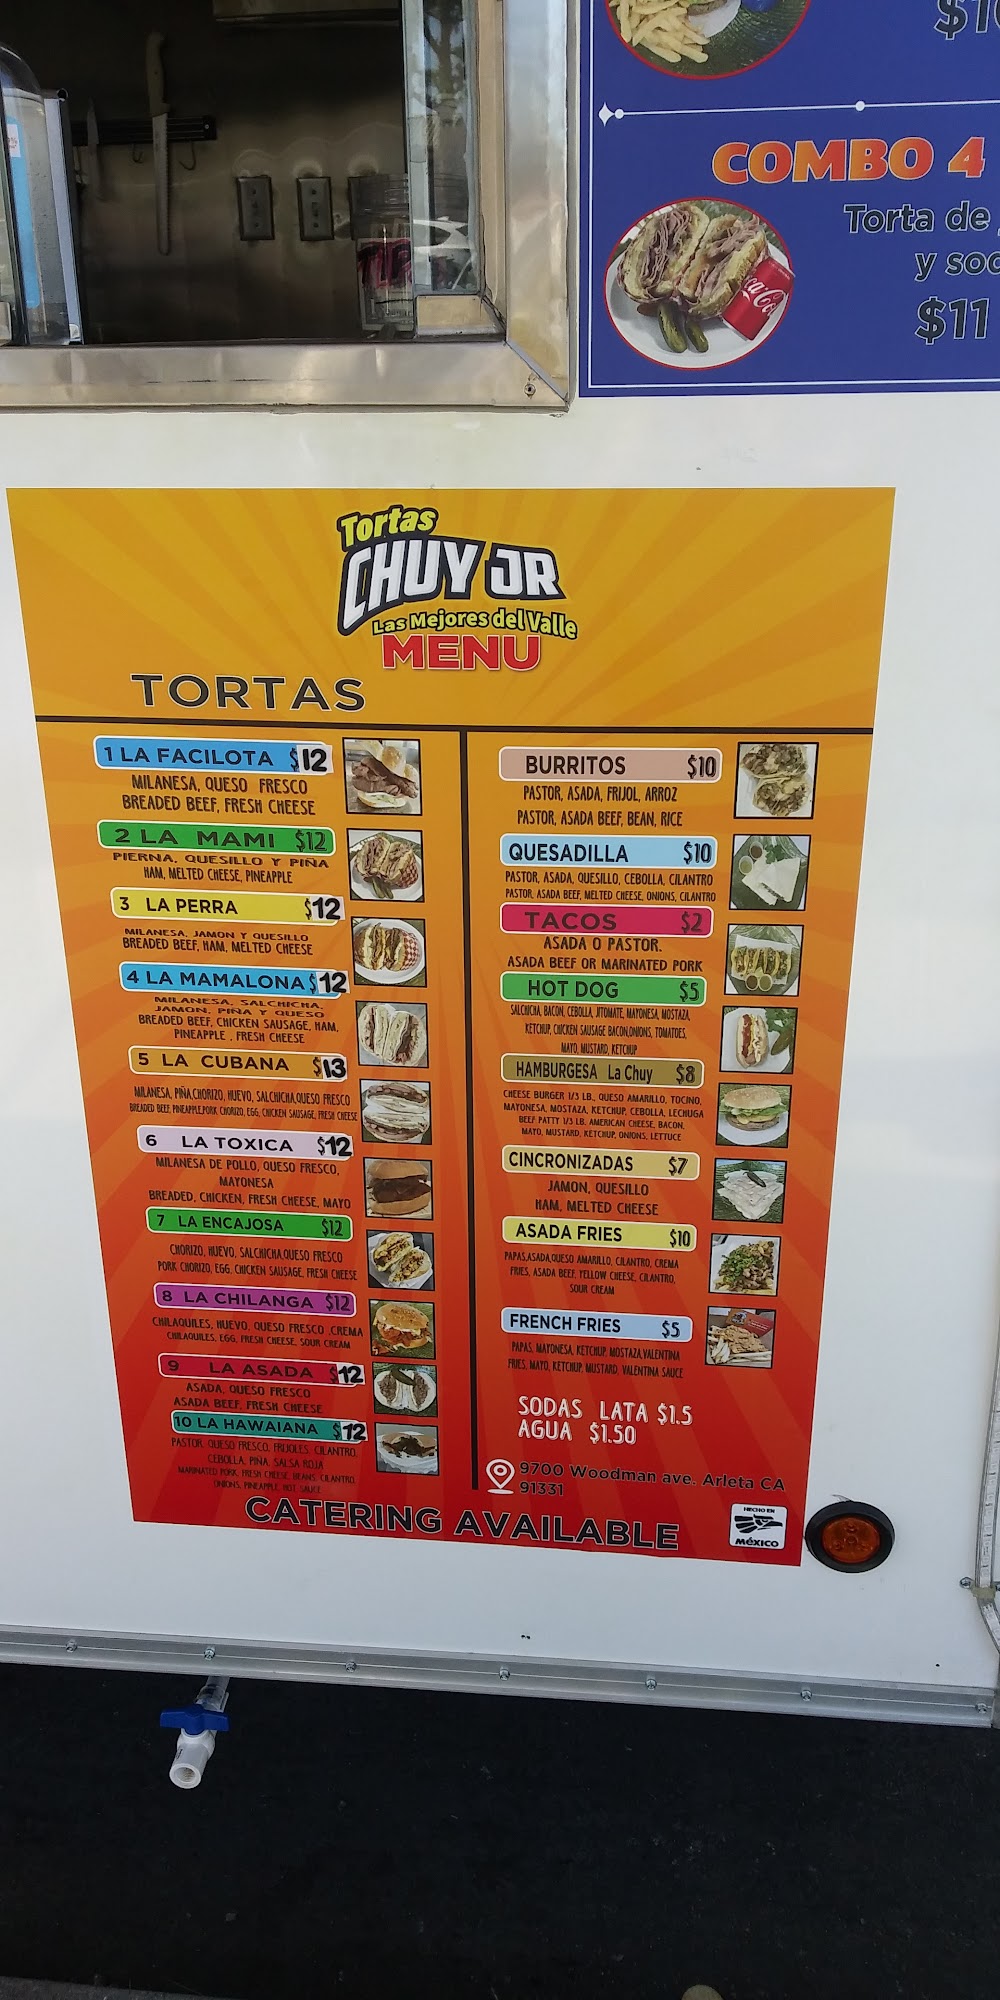 $10
COMBO 4
Torta de
y soc
$11
Tortas
CHUY JR
Las Mejores del Valle
MENU
TORTAS
1 LA FACILOTA $12
MILANESA, QUESO FRESCO
BREADED BEEF, FRESH CHEESE
2 LA MAMI $12
PIERNA, QUESILLO Y PIÑA
HAM, MELTED CHEESE, PINEAPPLE
3 LA PERRA $12
MILANESA, JAMON Y QUESILLO
BREADED BEEF, HAM, MELTED CHEESE
4 LA MAMALONA $12
MILANESA, SALCHICHA,
JAMON, PIÑA Y QUESO
BREADED BEEF, CHICKEN SAUSAGE, HAM,
PINEAPPLE , FRESH CHEESE
5 LA CUBANA $13
MILANESA, PIÑA,CHORIZO, HUEVO, SALCHICHA,QUESO FRESCO
BREADED BEEF, PINEAPPLE,PORK CHORIZO, EGG, CHICKEN SAUSAGE, FRESH CHEESE
6 LA TOXICA $12
MILANESA DE POLLO, QUESO FRESCO,
MAYONESA
BREADED, CHICKEN, FRESH CHEESE, MAYO
7 LA ENCAJOSA $12
CHORIZO, HUEVO, SALCHICHA,QUESO FRESCO
PORK CHORIZO, EGG, CHICKEN SAUSAGE, FRESH CHEESE
8 LA CHILANGA $12
CHILAQUILES, HUEVO, QUESO FRESCO ,CREMA
CHILAQUILES, EGG, FRESH CHEESE, SOUR CREAM
9 LA ASADA $12
ASADA, QUESO FRESCO
ASADA BEEF, FRESH CHEESE
10 LA HAWAIANA $12
PASTOR, QUESO FRESCO, FRIJOLES, CILANTRO,
CEBOLLA, PINA, SALSA ROJA
MARINATED PORK, FRESH CHEESE, BEANS, CILANTRO,
ONIONS, PINEAPPLE, HOT SAUCE
BURRITOS $10
PASTOR, ASADA, FRIJOL, ARROZ
PASTOR, ASADA BEEF, BEAN, RICE
QUESADILLA $10
PASTOR, ASADA, QUESILLO, CEBOLLA, CILANTRO
PASTOR, ASADA BEEF, MELTED CHEESE, ONIONS, CILANTRO
TACOS $2
ASADA O PASTOR.
ASADA BEEF OR MARINATED PORK
HOT DOG $5
SALCHICHA, BACON, CEBOLLA, JITOMATE, MAYONESA, MOSTAZA,
KETCHUP, CHICKEN SAUSAGE BACON,ONIONS, TOMATOES,
MAYO, MUSTARD, KETCHUP
HAMBURGESA La Chuy $8
CHEESE BURGER 1/3 LB., QUESO AMARILLO, TOCINO,
MAYONESA, MOSTAZA, KETCHUP, CEBOLLA, LECHUGA
BEEF PATTY 1/3 LB. AMERICAN CHEESE, BACON,
MAYO, MUSTARD, KETCHUP, ONIONS, LETTUCE
CINCRONIZADAS $7
JAMON, QUESILLO
HAM, MELTED CHEESE
ASADA FRIES $10
PAPAS,ASADA,QUESO AMARILLO, CILANTRO, CREMA
FRIES, ASADA BEEF, YELLOW CHEESE, CILANTRO,
SOUR CREAM
FRENCH FRIES $5
PAPAS, MAYONESA, KETCHUP, MOSTAZA,VALENTINA
FRIES, MAYO, KETCHUP, MUSTARD, VALENTINA SAUCE
SODAS LATA $1.5
AGUA $1.50
9700 Woodman ave. Arleta CA
91331
CATERING AVAILABLE
HECHO EN
MÉXICO